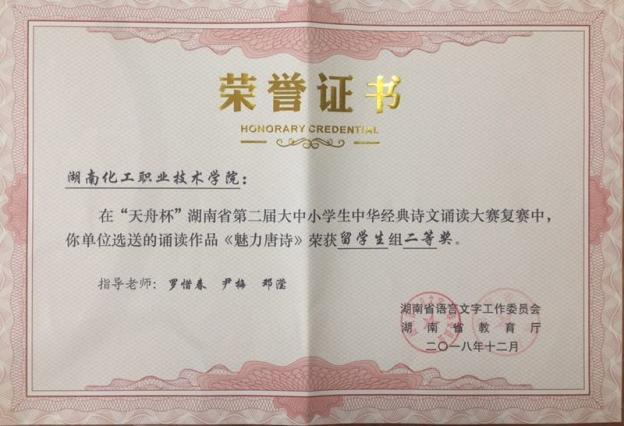 荣誉证书
HONORARY CREDENTIAL
湖南化工职业技术学院：
在“天舟杯”湖南省第二届大中小学生中华经典诗文诵读大赛复赛中，
你单位选送的诵读作品《魅力唐诗》荣获留学生组二等奖。
指导老师：罗惜春 尹梅 邓滢
湖南省语言文字工作委员会
湖南省教育厅
二〇一八年十二月